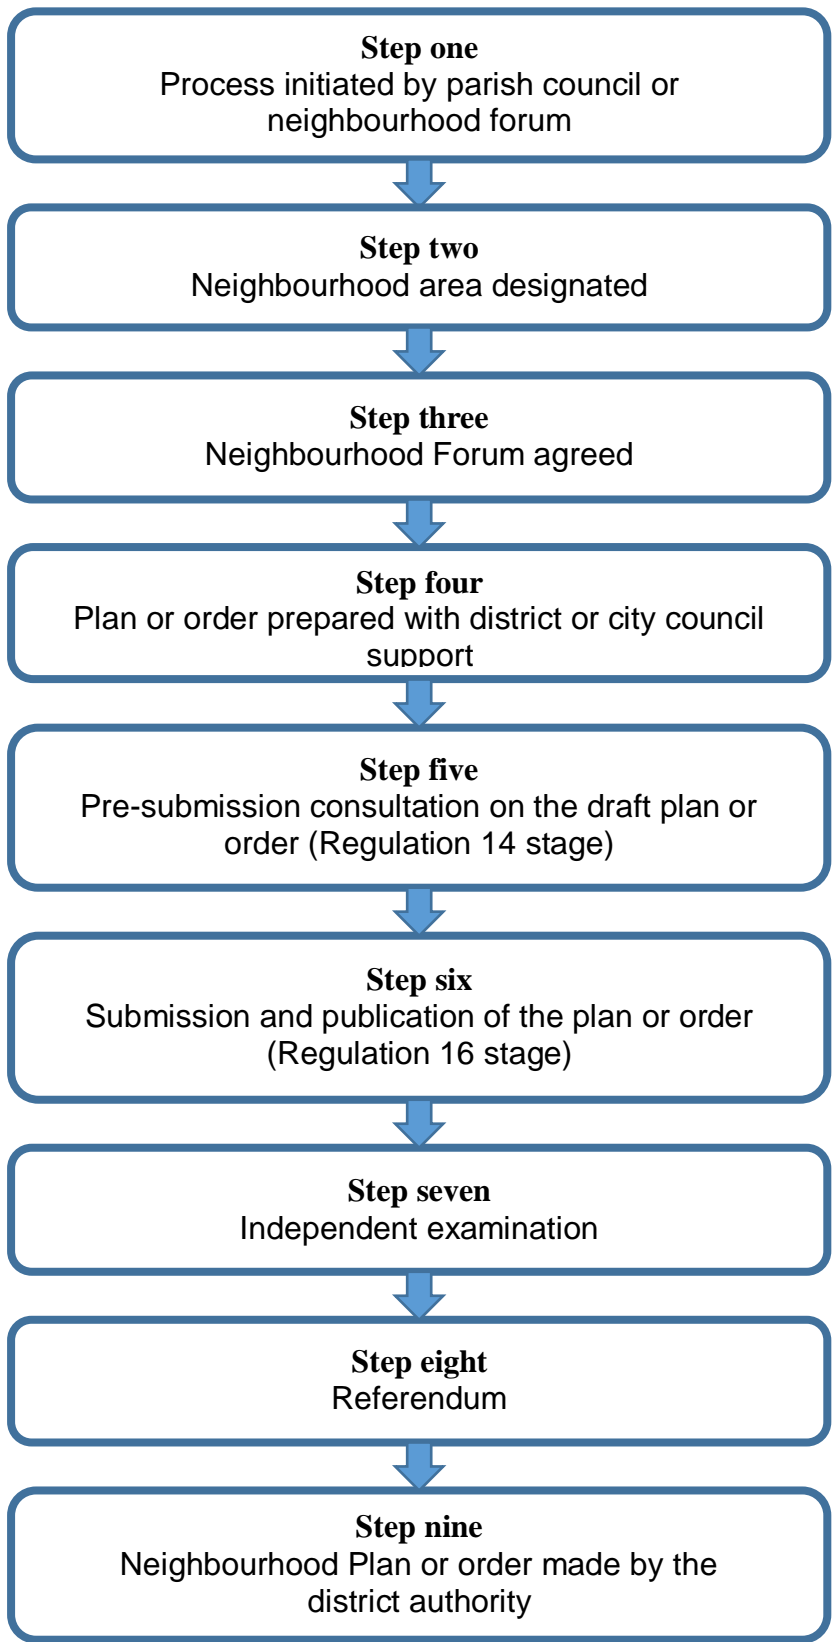 Step one
Process initiated by parish council or
neighbourhood forum
Step two
Neighbourhood area designated
Step three
Neighbourhood Forum agreed
Step four
Plan or order prepared with district or city council
support
Step five
Pre-submission consultation on the draft plan or
order (Regulation 14 stage)
Step six
Submission and publication of the plan or order
(Regulation 16 stage)
Step seven
Independent examination
Step eight
Referendum
Step nine
Neighbourhood Plan or order made by the
district authority